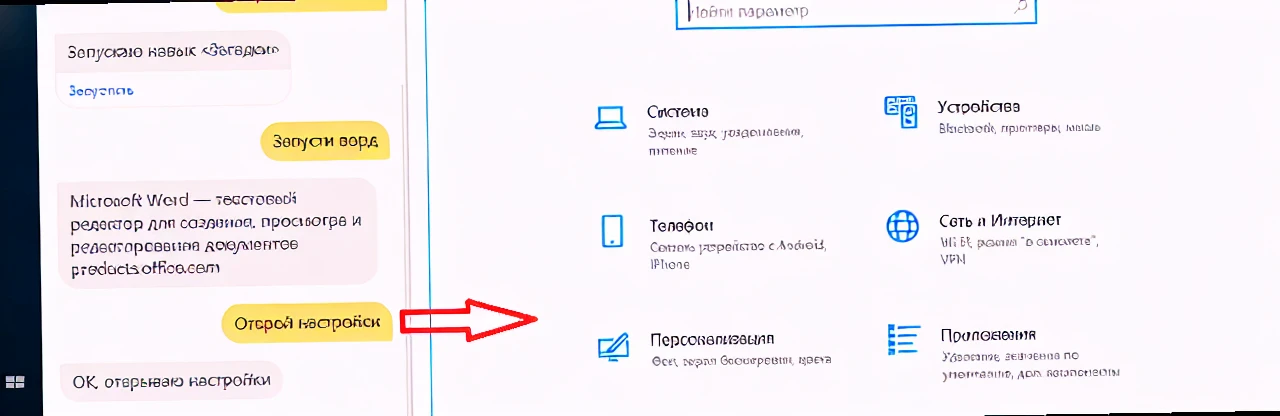 Найти параметр
Запускаю навык «Загадки»
Запустить
Запусти ворд
Microsoft Word — текстовый
редактор для создания, просмотра и
редактирования документов
products.office.com
Открой настройки
ОК, открываю настройки
Система
Экран, звук, уведомления,
питание
Устройства
Bluetooth, принтеры, мышь
Телефон
Связать устройство с Android,
iPhone
Сеть и Интернет
Wi-Fi, режим "в самолете",
VPN
Персонализация
Фон, экран блокировки, цвета
Приложения
Удаление, значения по
умолчанию, доп. компоненты